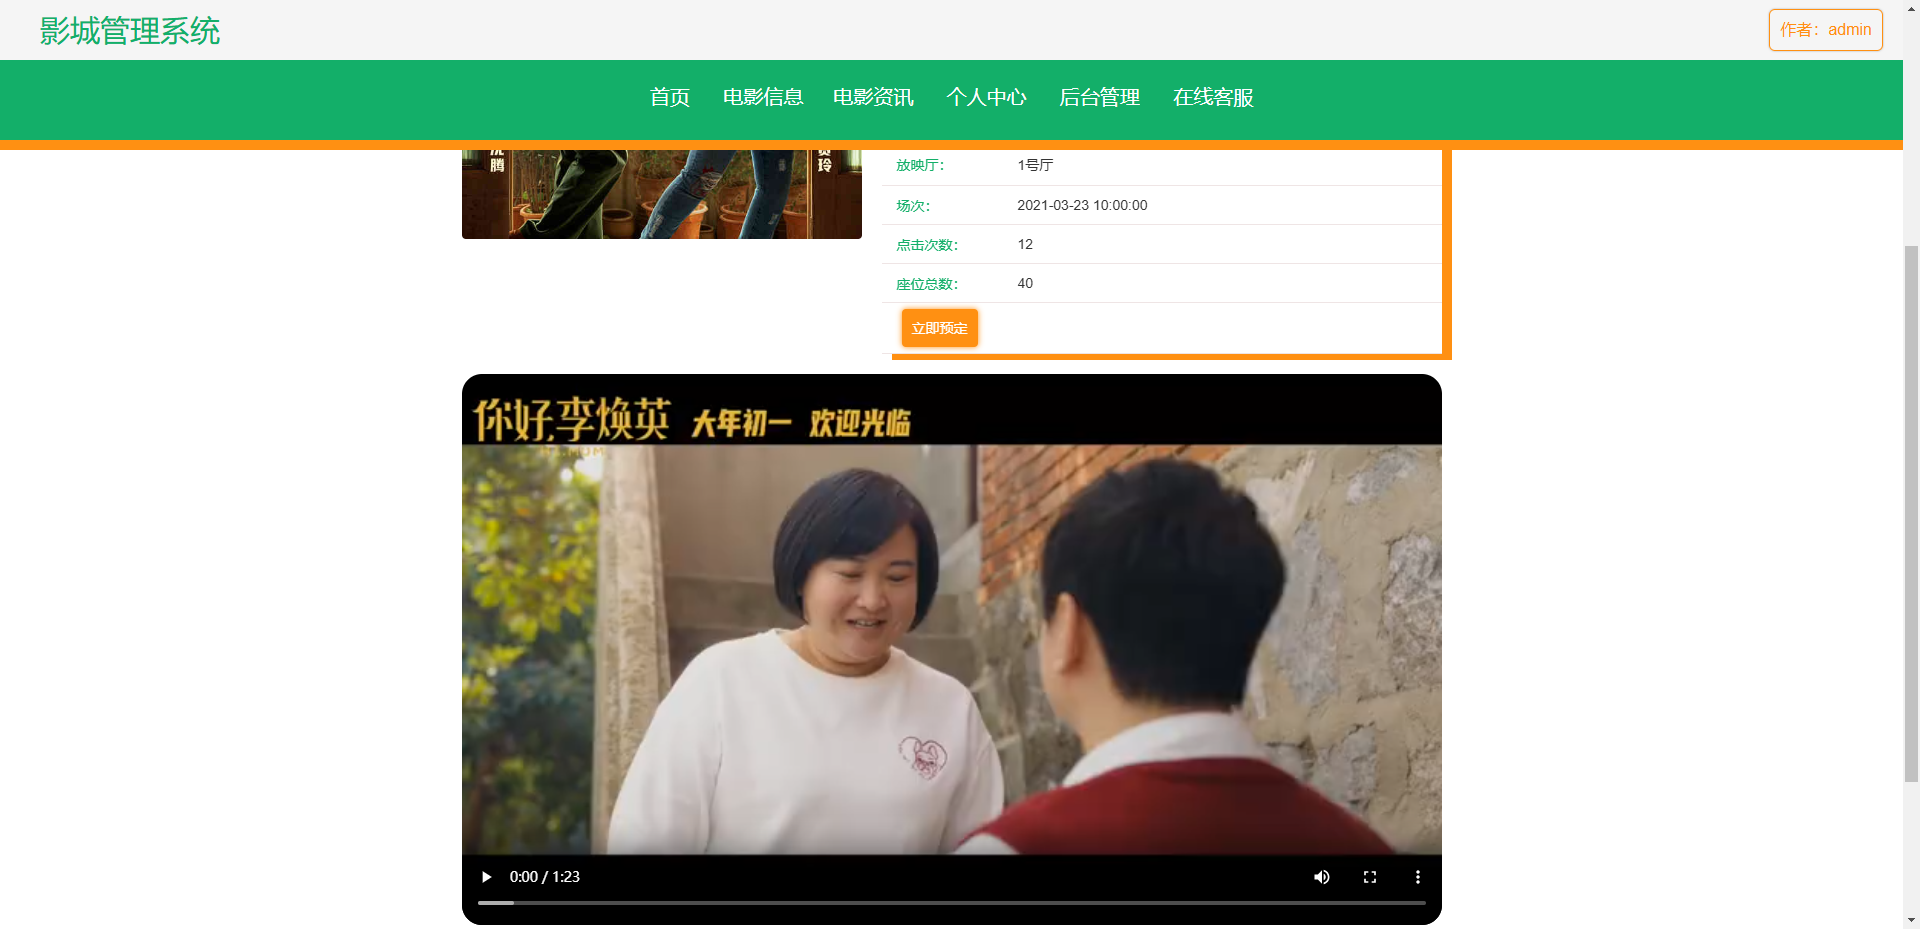 影城管理系统
作者：admin
首页 电影信息 电影资讯 个人中心 后台管理 在线客服
腾
玲
放映厅： 1号厅
场次： 2021-03-23 10:00:00
点击次数： 12
座位总数： 40
立即预定
你好,李焕英 大年初一 欢迎光临
0:00 / 1:23